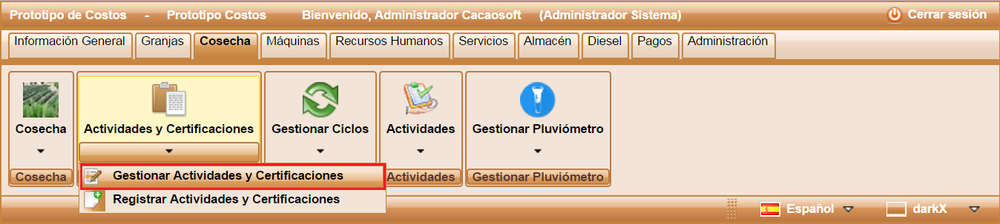 Prototipo de Costos - Prototipo Costos Bienvenido, Administrador Cacaosoft (Administrador Sistema) Cerrar sesión
Información General Granjas Cosecha Máquinas Recursos Humanos Servicios Almacén Diesel Pagos Administración
Cosecha Actividades y Certificaciones Gestionar Ciclos Actividades Gestionar Pluviómetro
Cosecha Actividades Gestionar Pluviómetro
Gestionar Actividades y Certificaciones
Registrar Actividades y Certificaciones
Español darkX